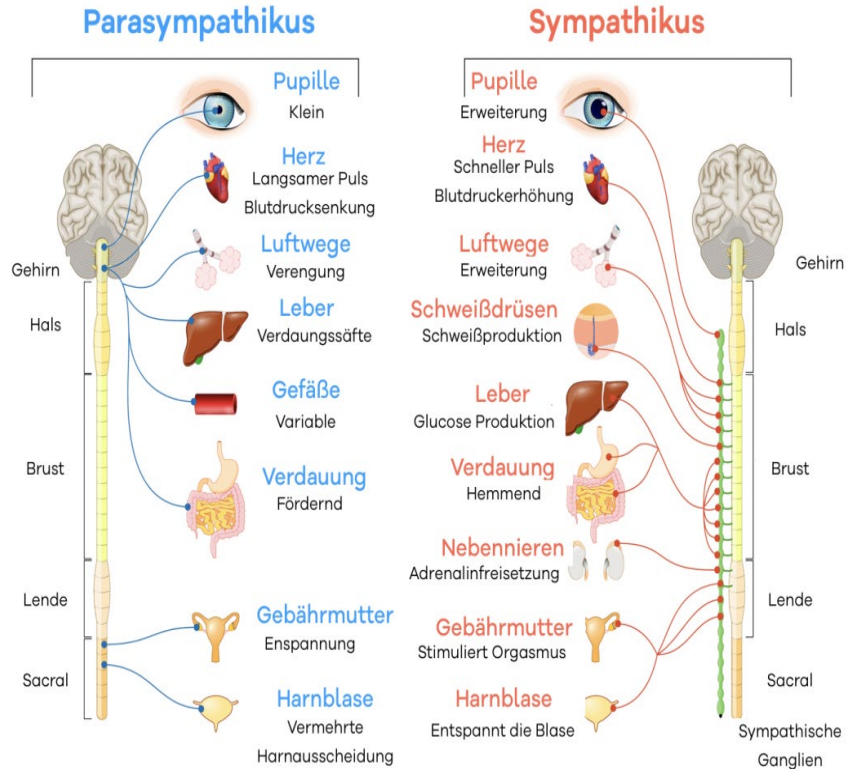 Parasympathikus
Pupille
Klein
Herz
Langsamer Puls
Blutdrucksenkung
Luftwege
Verengung
Leber
Verdaungssäfte
Gefäße
Variable
Verdauung
Fördernd
Gebährmutter
Enspannung
Harnblase
Vermehrte
Harnausscheidung
Gehirn
Hals
Brust
Lende
Sacral
Sympathikus
Pupille
Erweiterung
Herz
Schneller Puls
Blutdruckerhöhung
Luftwege
Erweiterung
Schweißdrüsen
Schweißproduktion
Leber
Glucose Produktion
Verdauung
Hemmend
Nebennieren
Adrenalinfreisetzung
Gebährmutter
Stimuliert Orgasmus
Harnblase
Entspannt die Blase
Gehirn
Hals
Brust
Lende
Sacral
Sympathische
Ganglien